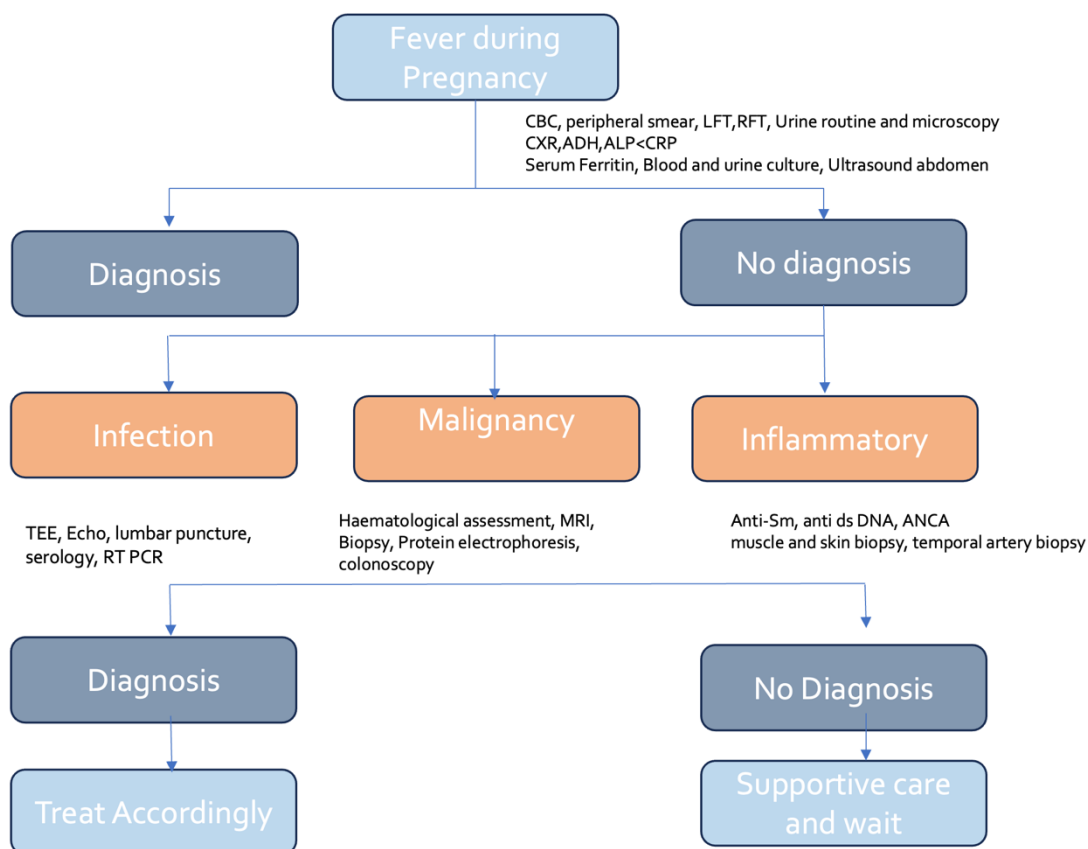 Fever during
Pregnancy
CBC, peripheral smear, LFT,RFT, Urine routine and microscopy
CXR,ADH,ALP<CRP
Serum Ferritin, Blood and urine culture, Ultrasound abdomen
Diagnosis
No diagnosis
Infection
Malignancy
Inflammatory
TEE, Echo, lumbar puncture,
serology, RT PCR
Haematological assessment, MRI,
Biopsy, Protein electrophoresis,
colonoscopy
Anti-Sm, anti ds DNA, ANCA
muscle and skin biopsy, temporal artery biopsy
Diagnosis
No Diagnosis
Treat Accordingly
Supportive care
and wait